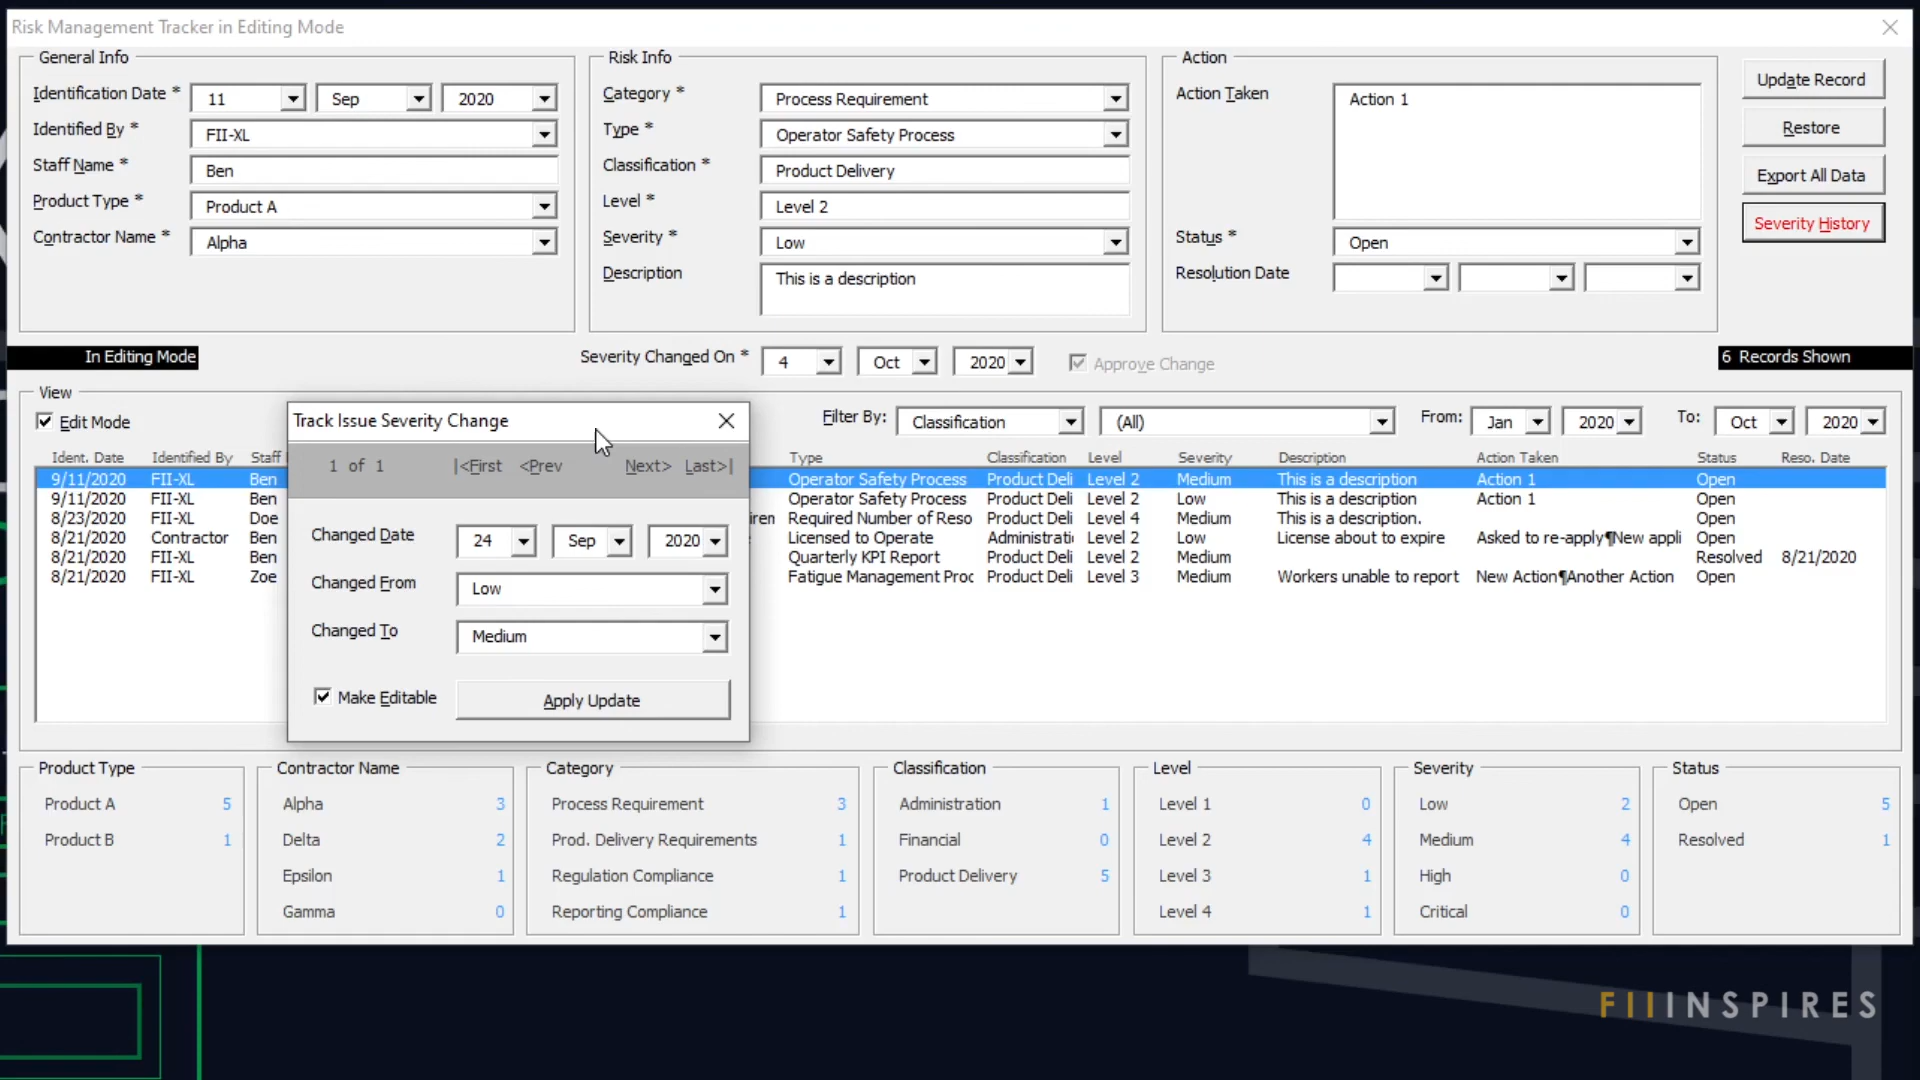 Risk Management Tracker in Editing Mode
General Info
Identification Date * 11 Sep 2020
Identified By * FII-XL
Staff Name * Ben
Product Type * Product A
Contractor Name * Alpha
Risk Info
Category * Process Requirement
Type * Operator Safety Process
Classification * Product Delivery
Level * Level 2
Severity * Low
Description This is a description
Action
Action Taken Action 1
Status * Open
Resolution Date
Update Record
Restore
Export All Data
Severity History
In Editing Mode
Severity Changed On * 4 Oct 2020 Approve Change
6 Records Shown
View
Edit Mode
Filter By: Classification (All) From: Jan 2020 To: Oct 2020
Ident. Date Identified By Staff Type Classification Level Severity Description Action Taken Status Reso. Date
9/11/2020 FII-XL Ben Operator Safety Process Product Deli Level 2 Medium This is a description Action 1 Open
9/11/2020 FII-XL Ben Operator Safety Process Product Deli Level 2 Low This is a description Action 1 Open
8/23/2020 FII-XL Doe iren Required Number of Reso Product Deli Level 4 Medium This is a description. Open
8/21/2020 Contractor Ben Licensed to Operate Administrati Level 2 Low License about to expire Asked to re-apply¶New appli Open
8/21/2020 FII-XL Ben Quarterly KPI Report Product Deli Level 2 Medium Resolved 8/21/2020
8/21/2020 FII-XL Zoe Fatigue Management Proc Product Deli Level 3 Medium Workers unable to report New Action¶Another Action Open
Track Issue Severity Change
1 of 1 |<First <Prev Next> Last>|
Changed Date 24 Sep 2020
Changed From Low
Changed To Medium
Make Editable Apply Update
Product Type
Product A 5
Product B 1
Contractor Name
Alpha 3
Delta 2
Epsilon 1
Gamma 0
Category
Process Requirement 3
Prod. Delivery Requirements 1
Regulation Compliance 1
Reporting Compliance 1
Classification
Administration 1
Financial 0
Product Delivery 5
Level
Level 1 0
Level 2 4
Level 3 1
Level 4 1
Severity
Low 2
Medium 4
High 0
Critical 0
Status
Open 5
Resolved 1
FIIINSPIRES